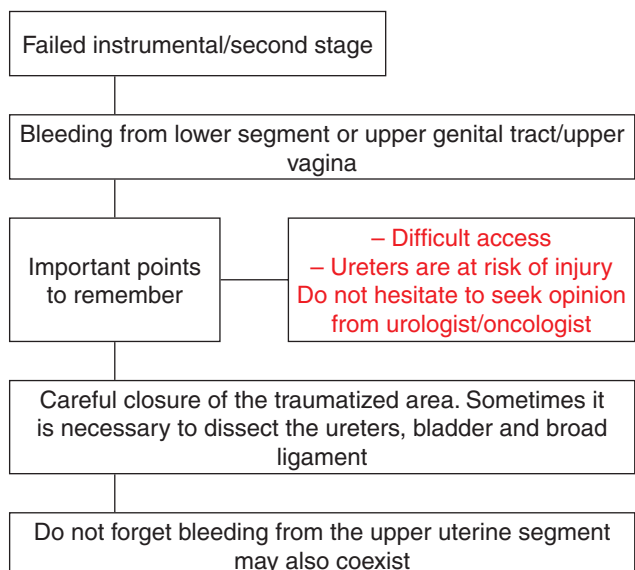 Failed instrumental/second stage
Bleeding from lower segment or upper genital tract/upper
vagina
Important points
to remember
– Difficult access
– Ureters are at risk of injury
Do not hesitate to seek opinion
from urologist/oncologist
Careful closure of the traumatized area. Sometimes it
is necessary to dissect the ureters, bladder and broad
ligament
Do not forget bleeding from the upper uterine segment
may also coexist